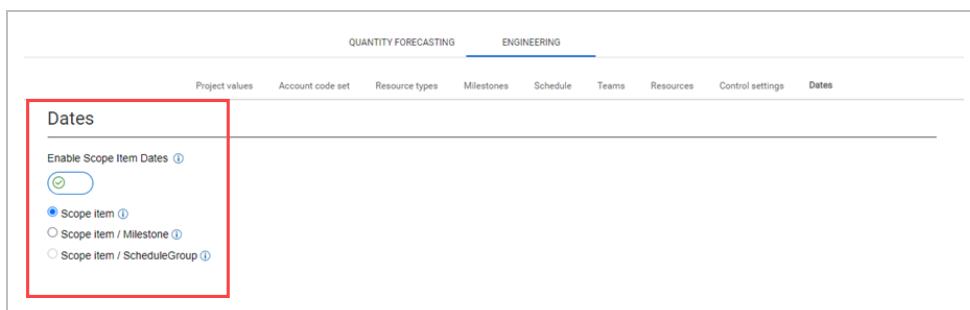 QUANTITY FORECASTING ENGINEERING
Project values Account code set Resource types Milestones Schedule Teams Resources Control settings Dates
Dates
Enable Scope Item Dates
Scope item
Scope item / Milestone
Scope item / ScheduleGroup